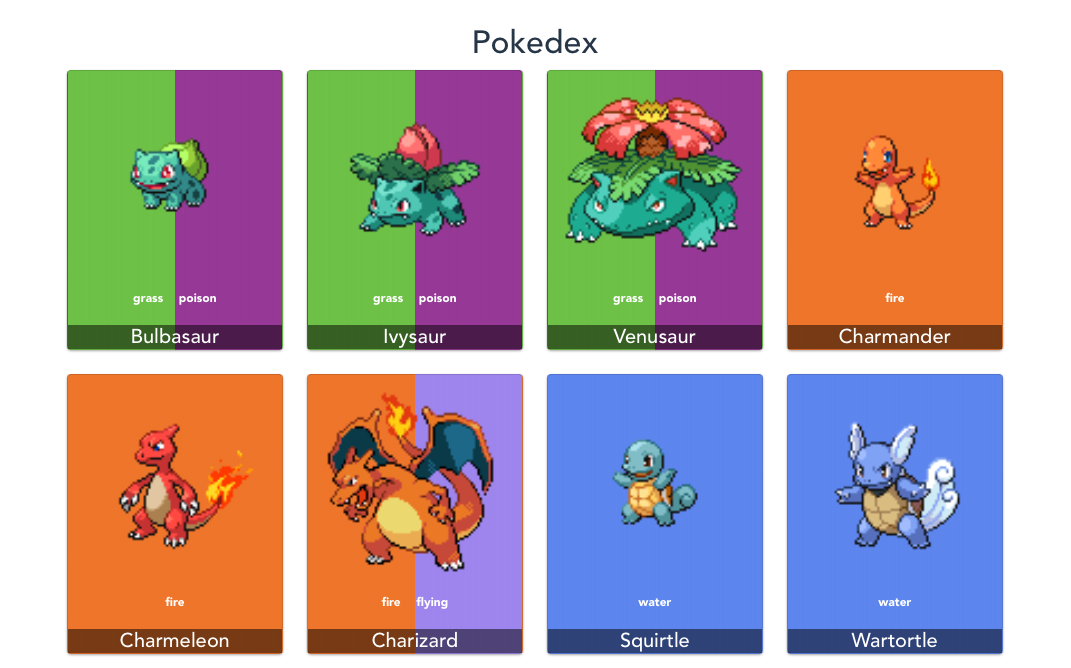 Pokedex
grass poison
grass poison
grass poison
fire
Bulbasaur
Ivysaur
Venusaur
Charmander
fire
fire flying
water
water
Charmeleon
Charizard
Squirtle
Wartortle